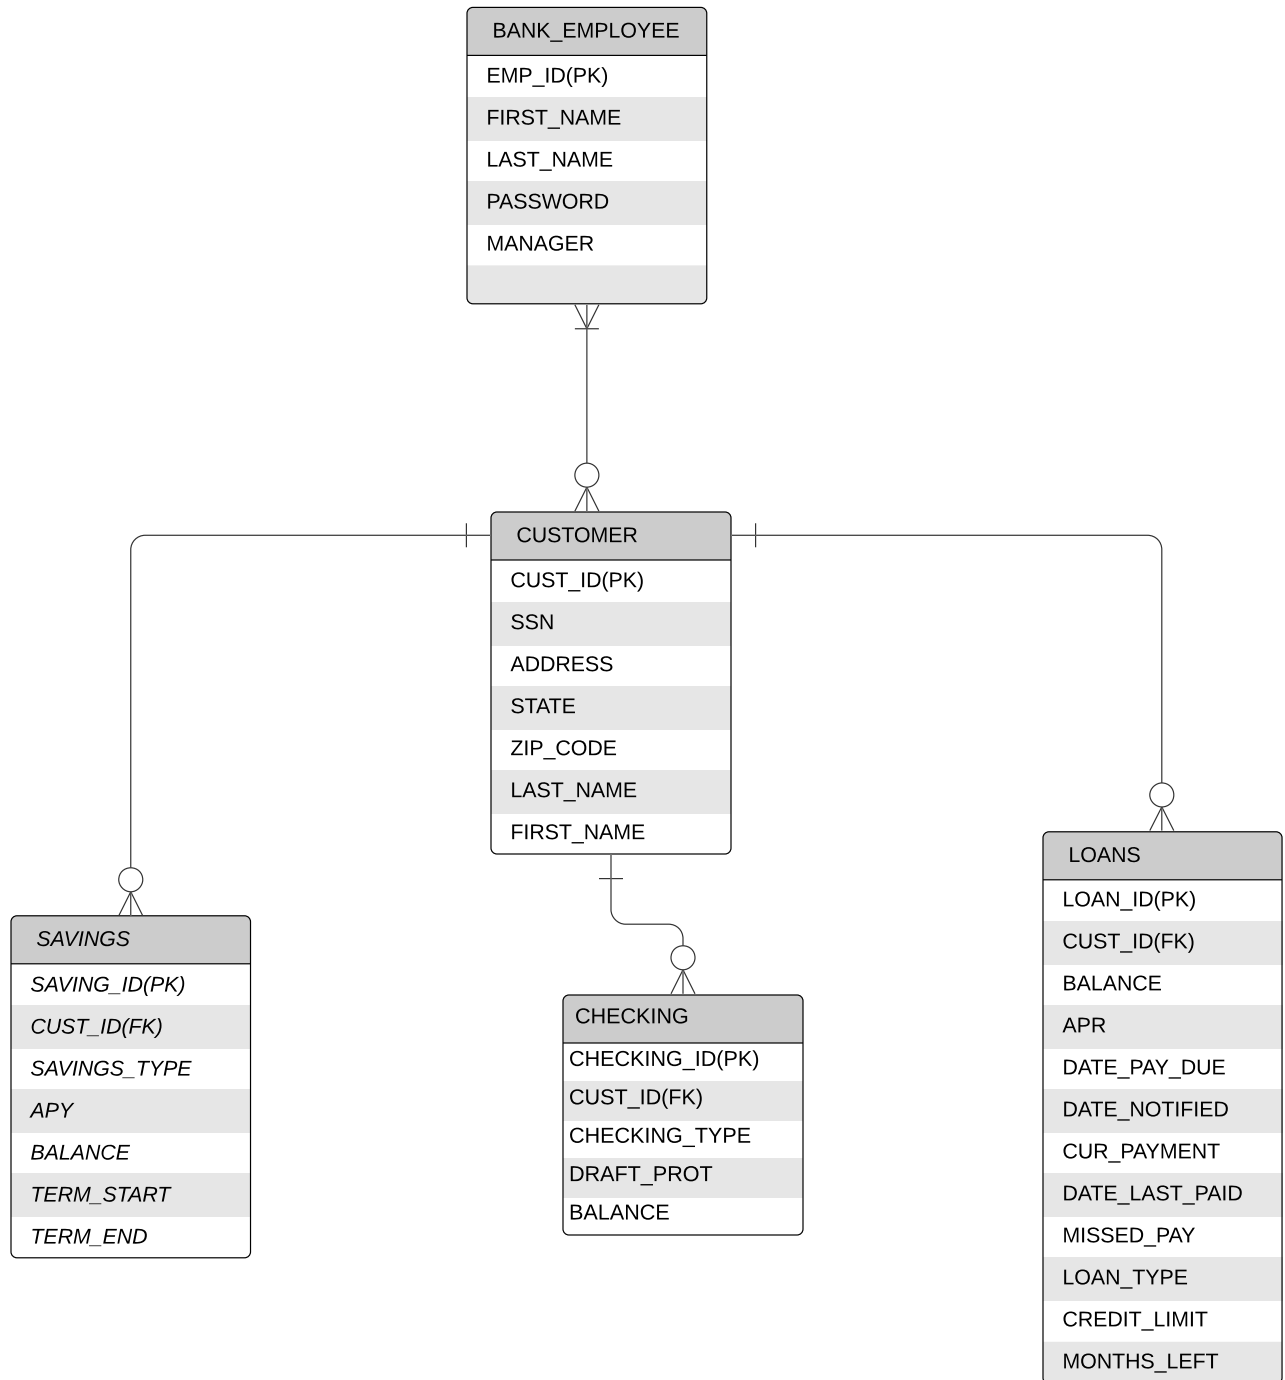 BANK_EMPLOYEE
EMP_ID(PK)
FIRST_NAME
LAST_NAME
PASSWORD
MANAGER
CUSTOMER
CUST_ID(PK)
SSN
ADDRESS
STATE
ZIP_CODE
LAST_NAME
FIRST_NAME
SAVINGS
SAVING_ID(PK)
CUST_ID(FK)
SAVINGS_TYPE
APY
BALANCE
TERM_START
TERM_END
CHECKING
CHECKING_ID(PK)
CUST_ID(FK)
CHECKING_TYPE
DRAFT_PROT
BALANCE
LOANS
LOAN_ID(PK)
CUST_ID(FK)
BALANCE
APR
DATE_PAY_DUE
DATE_NOTIFIED
CUR_PAYMENT
DATE_LAST_PAID
MISSED_PAY
LOAN_TYPE
CREDIT_LIMIT
MONTHS_LEFT